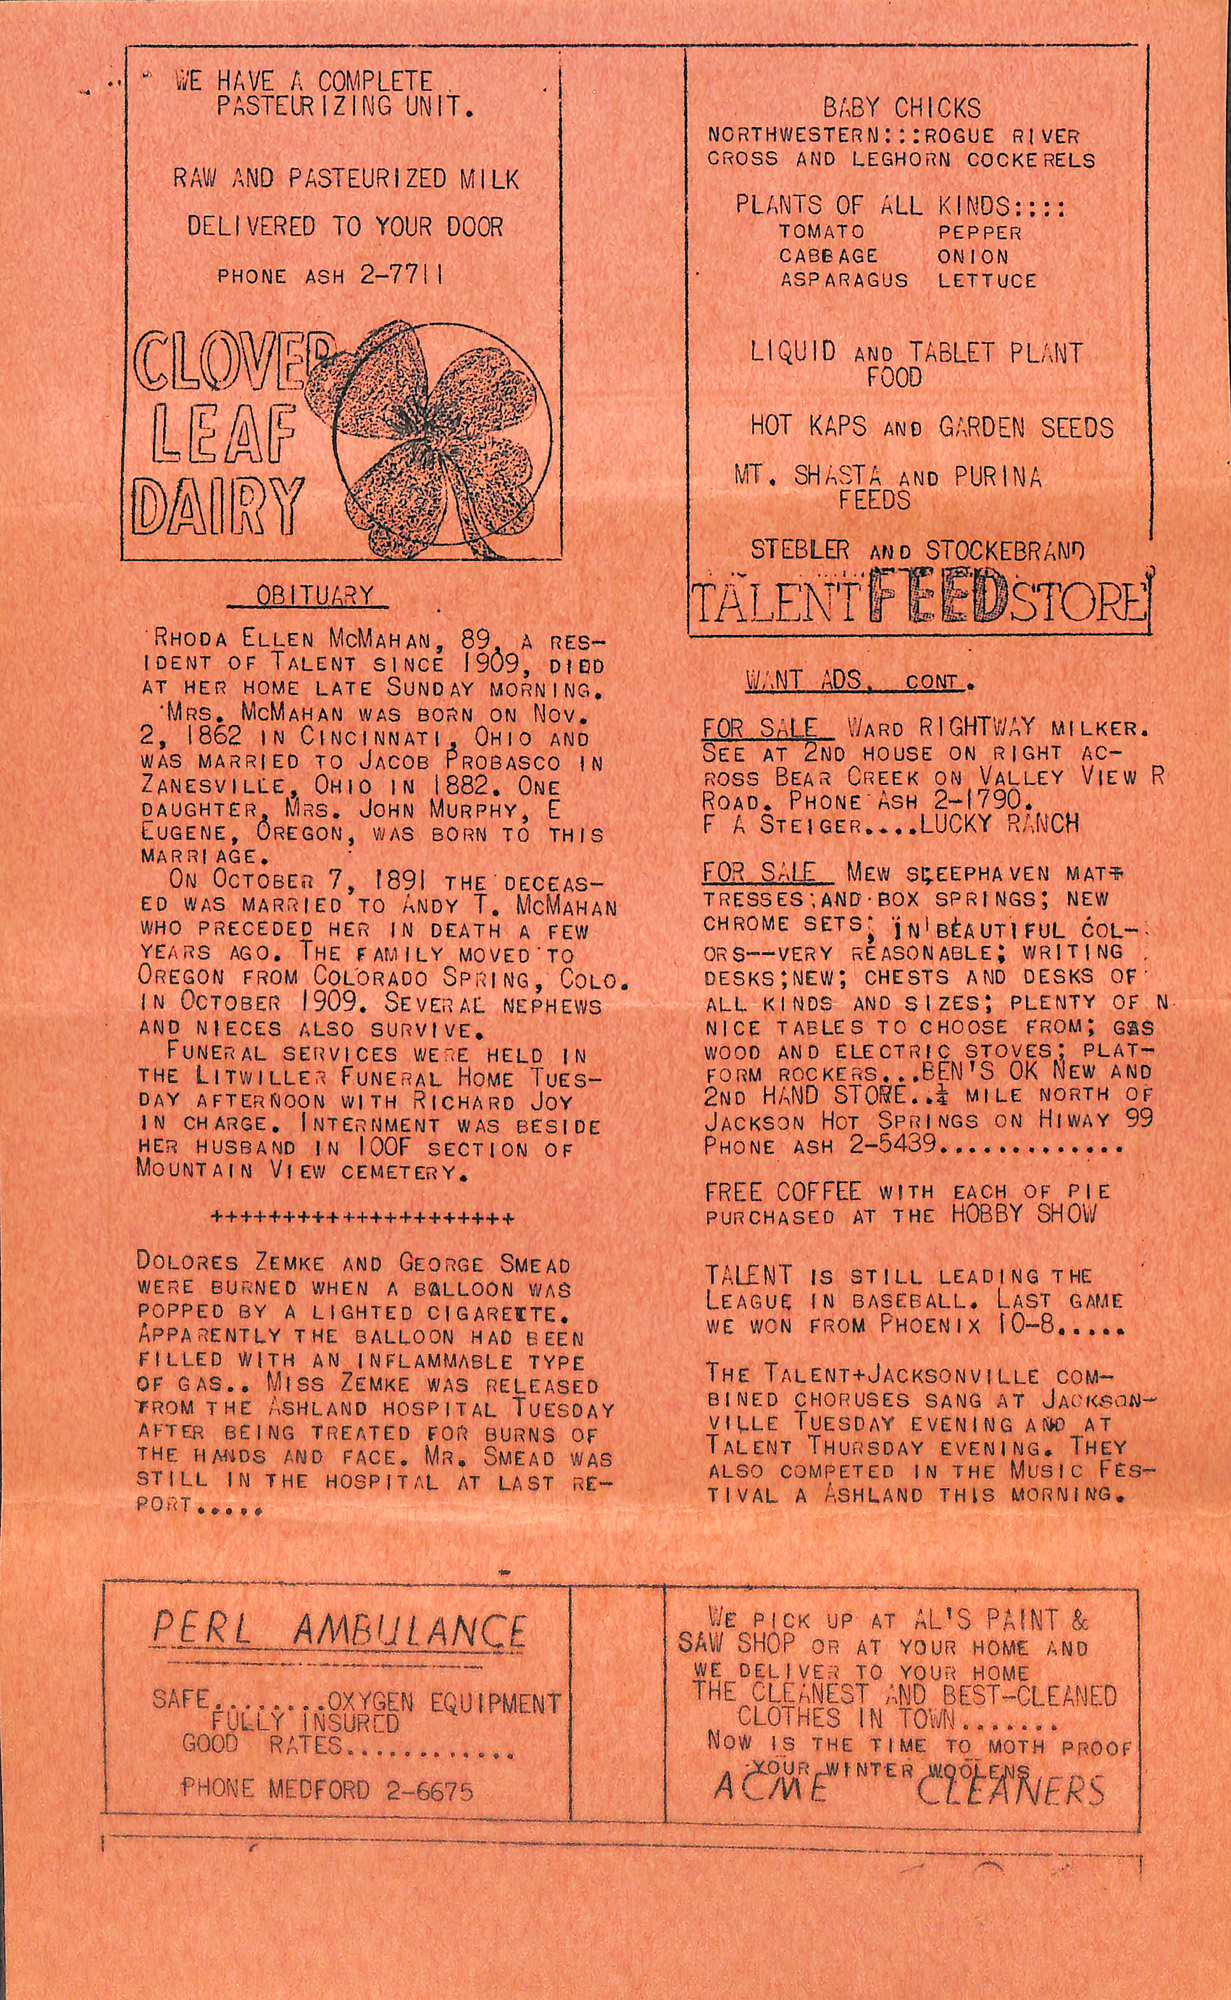 WE HAVE A COMPLETE
PASTEURIZING UNIT.
RAW AND PASTEURIZED MILK
DELIVERED TO YOUR DOOR
PHONE ASH 2-7711
CLOVER
LEAF
DAIRY
OBITUARY
RHODA ELLEN MCMAHAN, 89, A RES-
IDENT OF TALENT SINCE 1909, DIED
AT HER HOME LATE SUNDAY MORNING.
MRS. MCMAHAN WAS BORN ON NOV.
2, 1862 IN CINCINNATI, OHIO AND
WAS MARRIED TO JACOB PROBASCO IN
ZANESVILLE, OHIO IN 1882. ONE
DAUGHTER, MRS. JOHN MURPHY, E
EUGENE, OREGON, WAS BORN TO THIS
MARRIAGE.
ON OCTOBER 7, 1891 THE DECEAS-
ED WAS MARRIED TO ANDY T. MCMAHAN
WHO PRECEDED HER IN DEATH A FEW
YEARS AGO. THE FAMILY MOVED TO
OREGON FROM COLORADO SPRING, COLO.
IN OCTOBER 1909. SEVERAL NEPHEWS
AND NIECES ALSO SURVIVE.
FUNERAL SERVICES WERE HELD IN
THE LITWILLER FUNERAL HOME TUES-
DAY AFTERNOON WITH RICHARD JOY
IN CHARGE. INTERNMENT WAS BESIDE
HER HUSBAND IN IOOF SECTION OF
MOUNTAIN VIEW CEMETERY.
+++++++++++++++++++++
DOLORES ZEMKE AND GEORGE SMEAD
WERE BURNED WHEN A BALLOON WAS
POPPED BY A LIGHTED CIGARETTE.
APPARENTLY THE BALLOON HAD BEEN
FILLED WITH AN INFLAMMABLE TYPE
OF GAS.. MISS ZEMKE WAS RELEASED
FROM THE ASHLAND HOSPITAL TUESDAY
AFTER BEING TREATED FOR BURNS OF
THE HANDS AND FACE. MR. SMEAD WAS
STILL IN THE HOSPITAL AT LAST RE-
PORT.....
BABY CHICKS
NORTHWESTERN:::ROGUE RIVER
CROSS AND LEGHORN COCKERELS
PLANTS OF ALL KINDS::::
TOMATO PEPPER
CABBAGE ONION
ASPARAGUS LETTUCE
LIQUID AND TABLET PLANT
FOOD
HOT KAPS AND GARDEN SEEDS
MT. SHASTA AND PURINA
FEEDS
STEBLER AND STOCKEBRAND
TALENT FEED STORE
WANT ADS, CONT.
FOR SALE WARD RIGHTWAY MILKER.
SEE AT 2ND HOUSE ON RIGHT AC-
ROSS BEAR CREEK ON VALLEY VIEW R
ROAD. PHONE ASH 2-1790.
F A STEIGER....LUCKY RANCH
FOR SALE MEW SLEEPHAVEN MAT-
TRESSES;AND BOX SPRINGS; NEW
CHROME SETS; IN BEAUTIFUL COL-
ORS--VERY REASONABLE; WRITING
DESKS;NEW; CHESTS AND DESKS OF
ALL KINDS AND SIZES; PLENTY OF N
NICE TABLES TO CHOOSE FROM; GAS
WOOD AND ELECTRIC STOVES; PLAT-
FORM ROCKERS...BEN'S OK NEW AND
2ND HAND STORE..¼ MILE NORTH OF
JACKSON HOT SPRINGS ON HIWAY 99
PHONE ASH 2-5439.............
FREE COFFEE WITH EACH OF PIE
PURCHASED AT THE HOBBY SHOW
TALENT IS STILL LEADING THE
LEAGUE IN BASEBALL. LAST GAME
WE WON FROM PHOENIX 10-8.....
THE TALENT+JACKSONVILLE COM-
BINED CHORUSES SANG AT JACKSON-
VILLE TUESDAY EVENING AND AT
TALENT THURSDAY EVENING. THEY
ALSO COMPETED IN THE MUSIC FES-
TIVAL A ASHLAND THIS MORNING.
PERL AMBULANCE
SAFE........OXYGEN EQUIPMENT
FULLY INSURED
GOOD RATES............
PHONE MEDFORD 2-6675
WE PICK UP AT AL'S PAINT &
SAW SHOP OR AT YOUR HOME AND
WE DELIVER TO YOUR HOME
THE CLEANEST AND BEST-CLEANED
CLOTHES IN TOWN.......
NOW IS THE TIME TO MOTH PROOF
YOUR WINTER WOOLENS
ACME CLEANERS